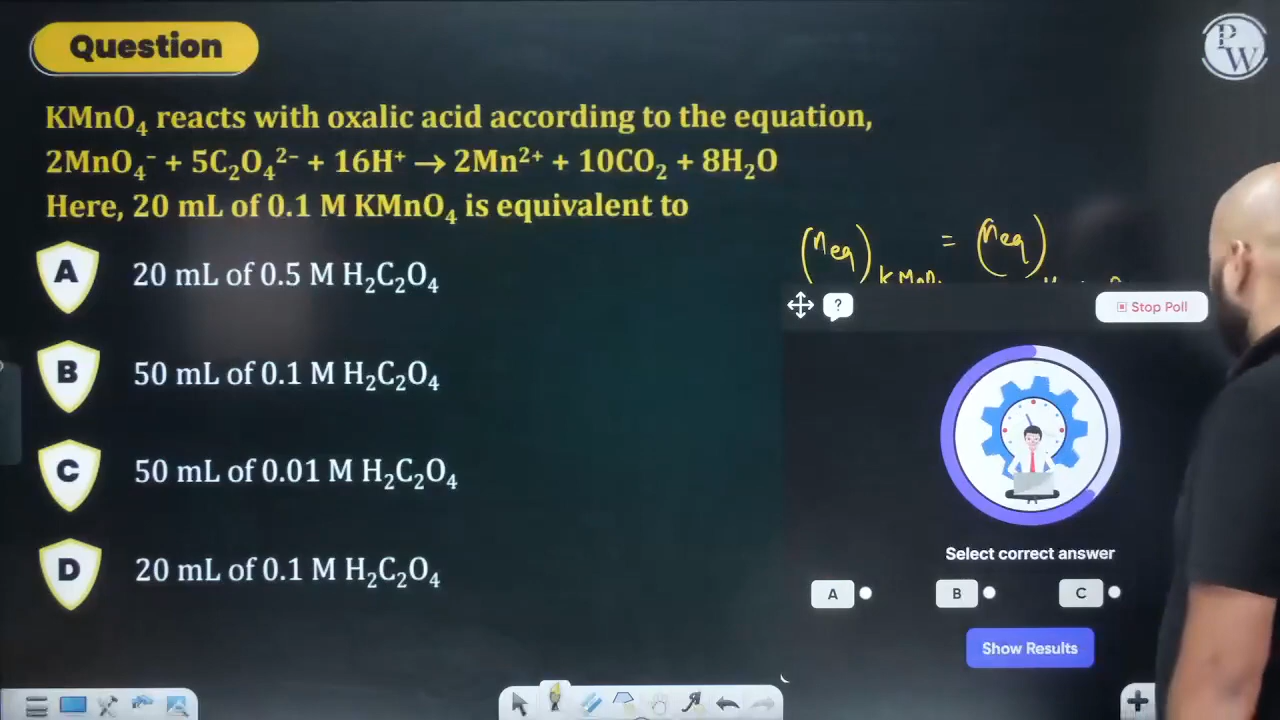 Question
PW
KMnO₄ reacts with oxalic acid according to the equation,
2MnO₄⁻ + 5C₂O₄²⁻ + 16H⁺ → 2Mn²⁺ + 10CO₂ + 8H₂O
Here, 20 mL of 0.1 M KMnO₄ is equivalent to
(neq) = (neq)
A 20 mL of 0.5 M H₂C₂O₄
? Stop Poll
B 50 mL of 0.1 M H₂C₂O₄
C 50 mL of 0.01 M H₂C₂O₄
D 20 mL of 0.1 M H₂C₂O₄
Select correct answer
A B C
Show Results